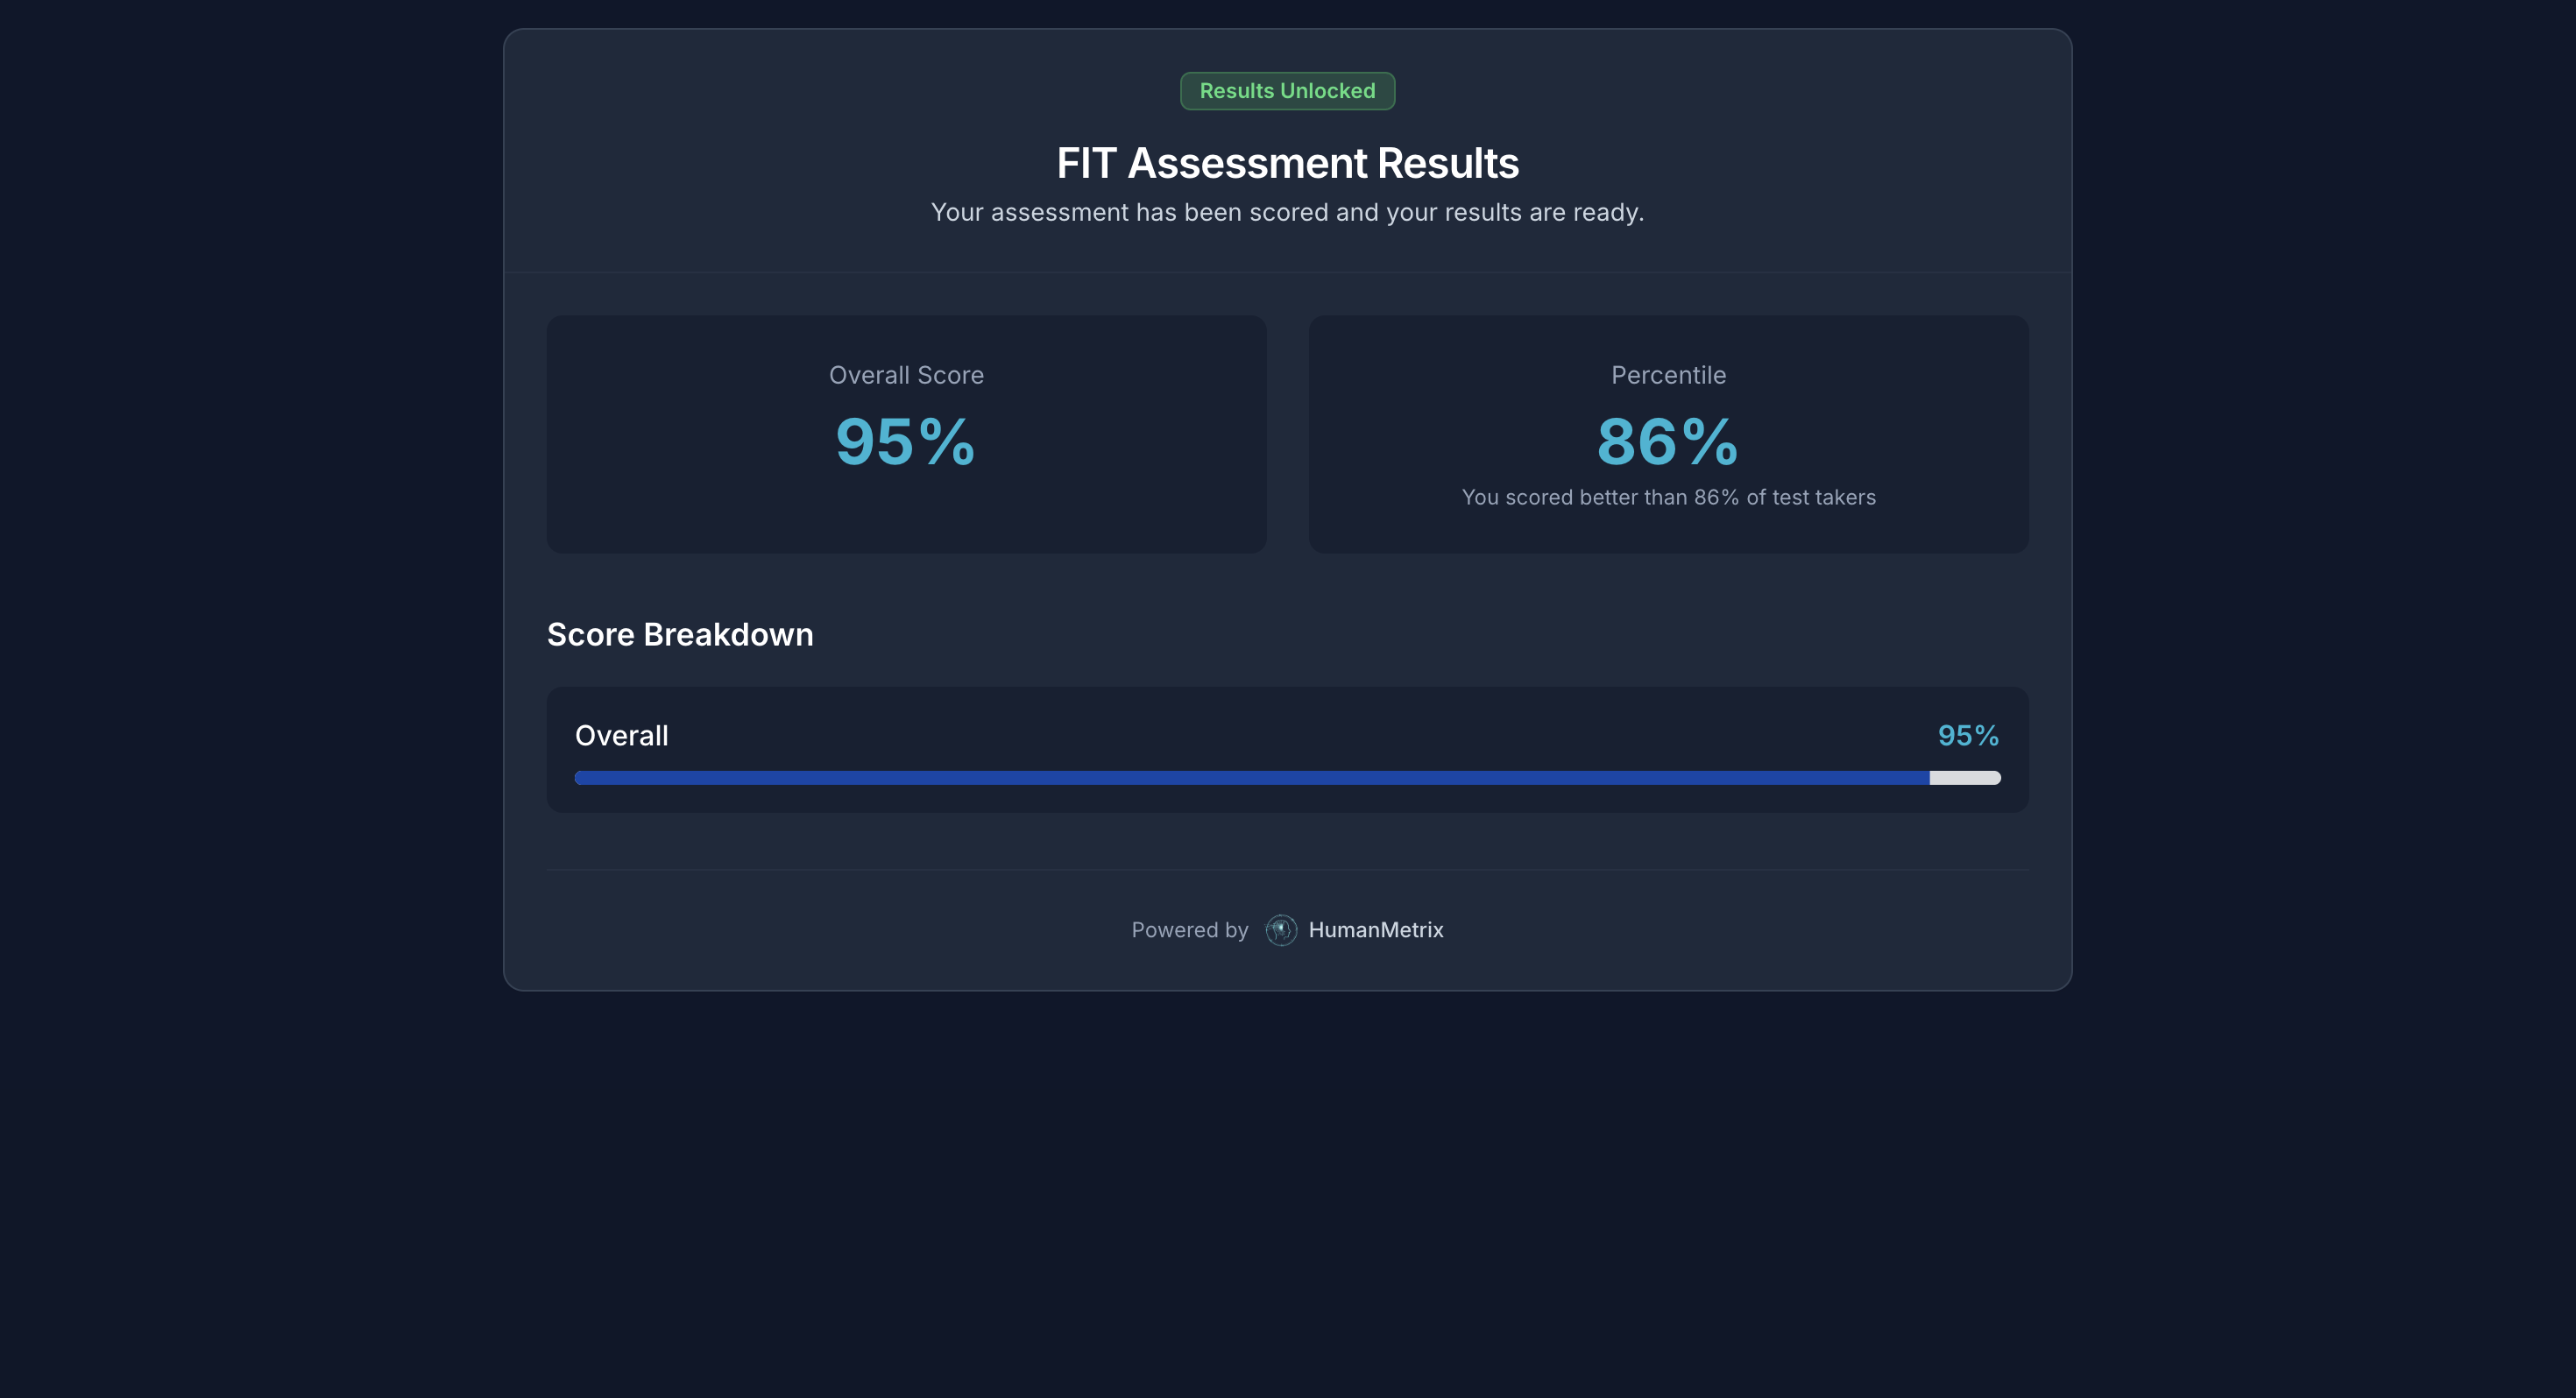 Results Unlocked
FIT Assessment Results
Your assessment has been scored and your results are ready.
Overall Score
95%
Percentile
86%
You scored better than 86% of test takers
Score Breakdown
Overall 95%
Powered by HumanMetrix